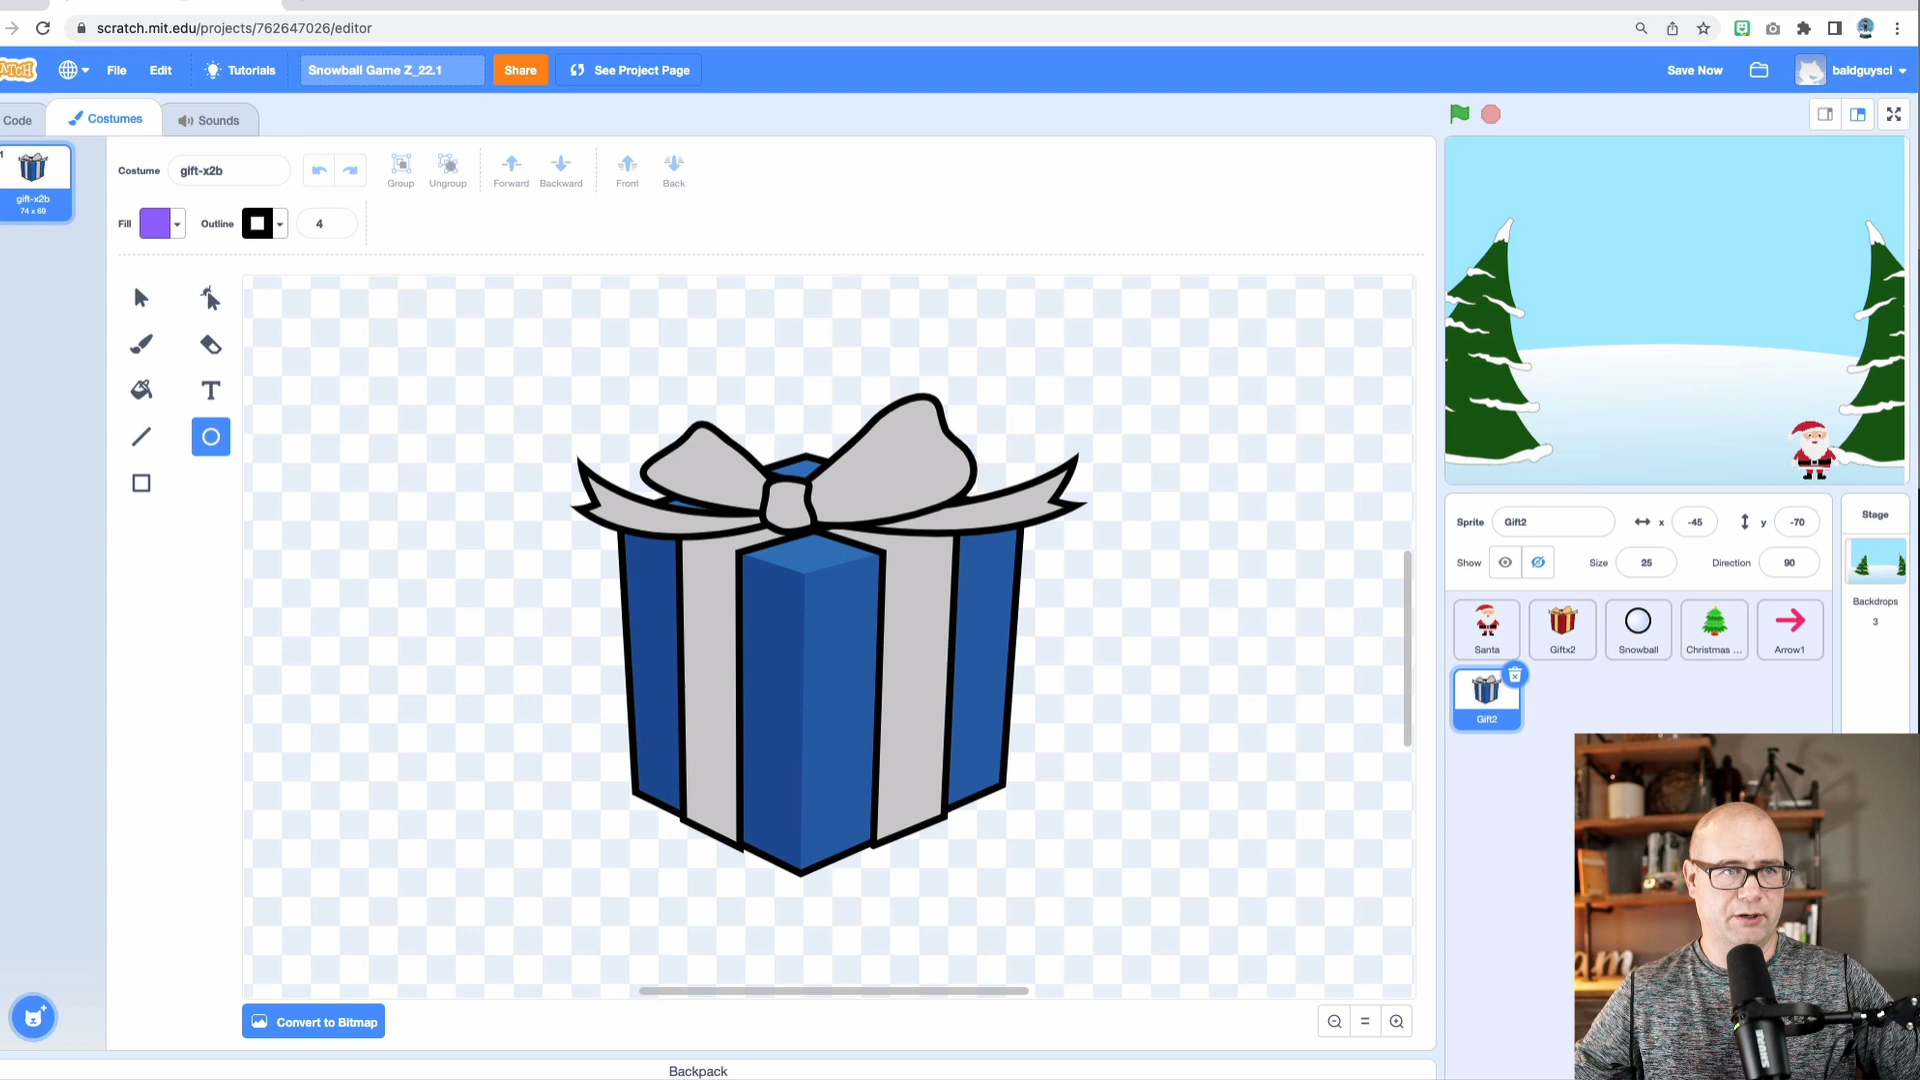 scratch.mit.edu/projects/762647026/editor
File
Edit
Tutorials
Snowball Game Z_22.1
Share
See Project Page
Save Now
baldguysci
Code
Costumes
Sounds
1
gift-x2b
74 x 69
Costume
gift-x2b
Group
Ungroup
Forward
Backward
Front
Back
Fill
Outline
4
Convert to Bitmap
Backpack
Sprite
Gift2
x
-45
y
-70
Show
Size
25
Direction
90
Stage
Backdrops
3
Santa
Giftx2
Snowball
Christmas ...
Arrow1
Gift2